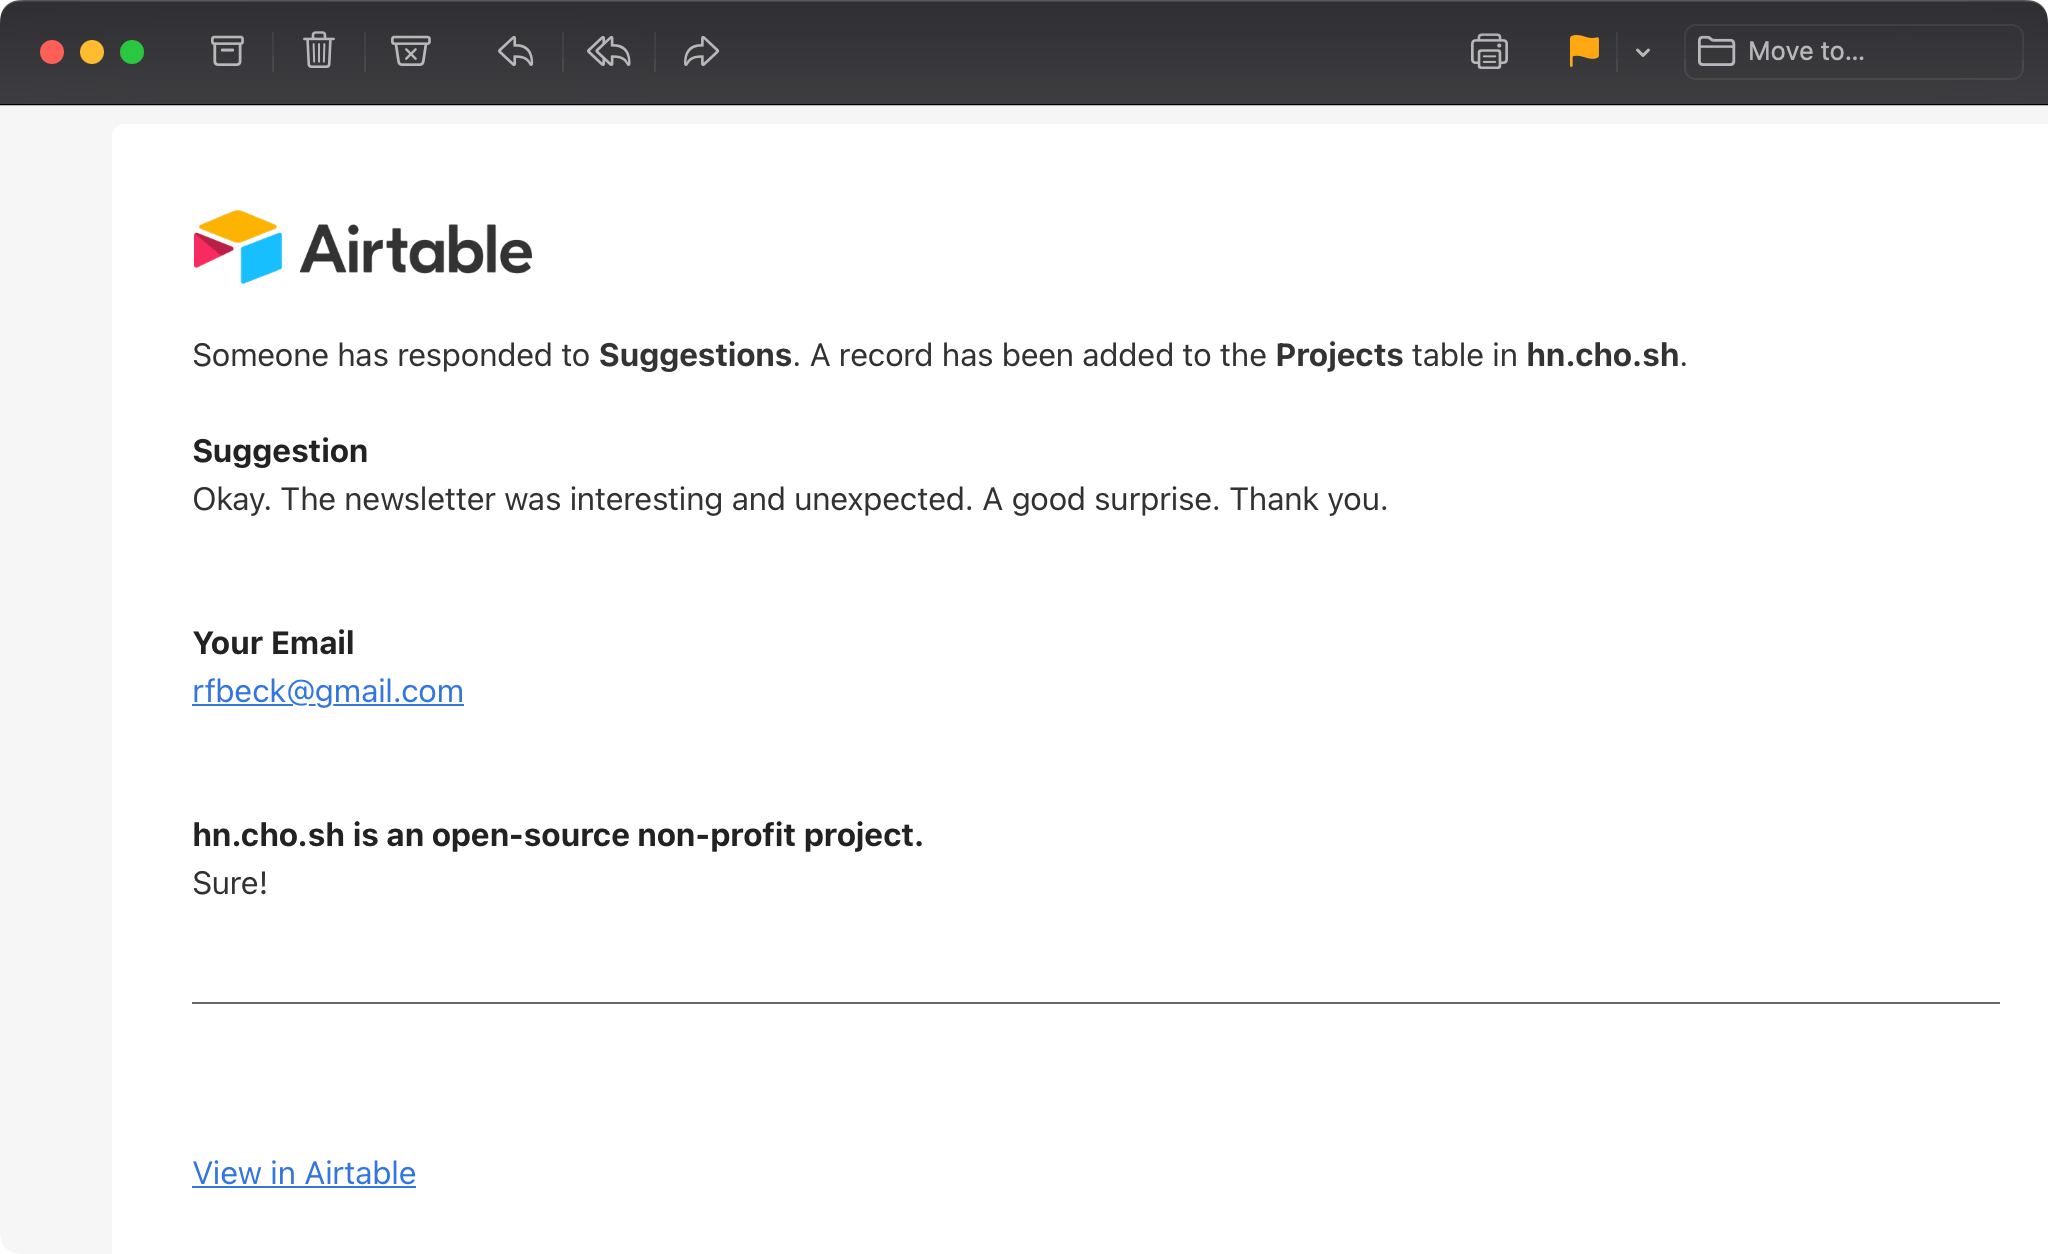 Move to...
Airtable
Someone has responded to Suggestions. A record has been added to the Projects table in hn.cho.sh.
Suggestion
Okay. The newsletter was interesting and unexpected. A good surprise. Thank you.
Your Email
rfbeck@gmail.com
hn.cho.sh is an open-source non-profit project.
Sure!
View in Airtable